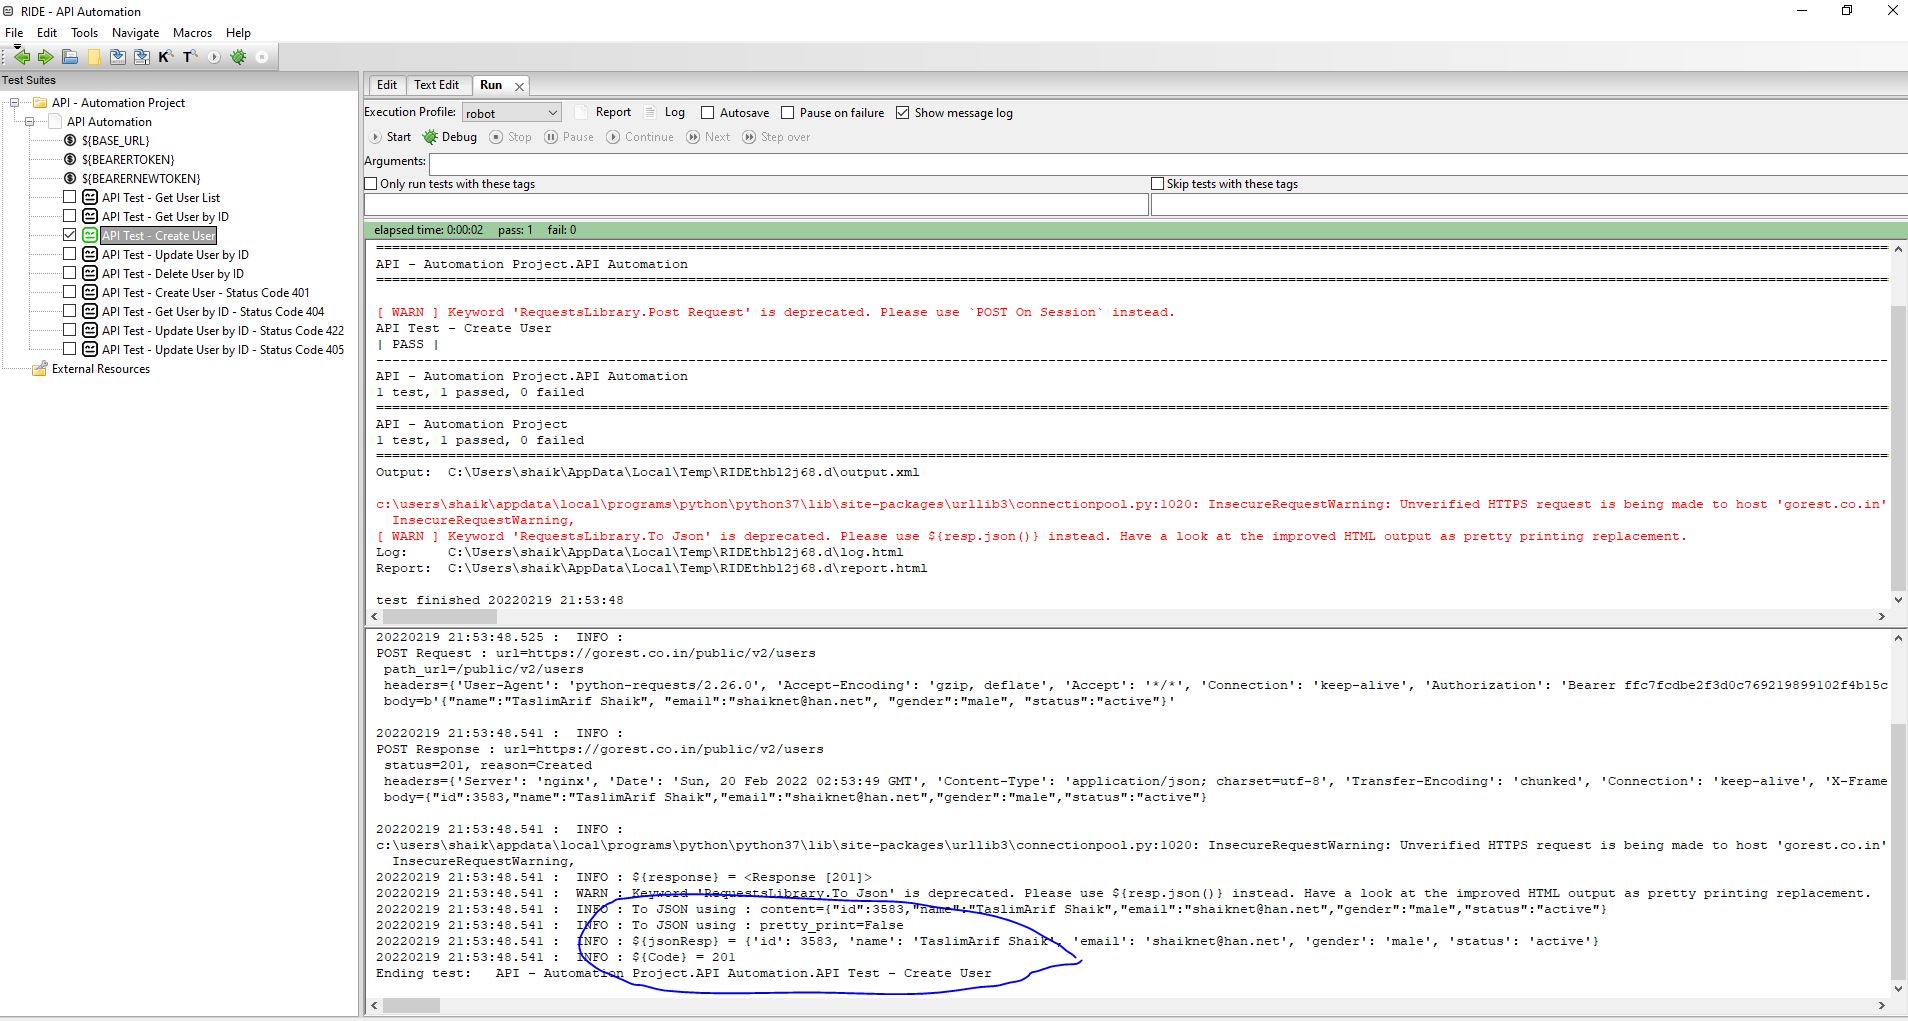 RIDE - API Automation
File Edit Tools Navigate Macros Help
Test Suites
API - Automation Project
API Automation
${BASE_URL}
${BEARERTOKEN}
${BEARERNEWTOKEN}
API Test - Get User List
API Test - Get User by ID
API Test - Create User
API Test - Update User by ID
API Test - Delete User by ID
API Test - Create User - Status Code 401
API Test - Get User by ID - Status Code 404
API Test - Update User by ID - Status Code 422
API Test - Update User by ID - Status Code 405
External Resources
Edit Text Edit Run
Execution Profile: robot Report Log Autosave Pause on failure Show message log
Start Debug Stop Pause Continue Next Step over
Arguments:
Only run tests with these tags Skip tests with these tags
elapsed time: 0:00:02 pass: 1 fail: 0
API - Automation Project.API Automation
[ WARN ] Keyword 'RequestsLibrary.Post Request' is deprecated. Please use `POST On Session` instead.
API Test - Create User
| PASS |
API - Automation Project.API Automation
1 test, 1 passed, 0 failed
API - Automation Project
1 test, 1 passed, 0 failed
Output: C:\Users\shaik\AppData\Local\Temp\RIDEthbl2j68.d\output.xml
c:\users\shaik\appdata\local\programs\python\python37\lib\site-packages\urllib3\connectionpool.py:1020: InsecureRequestWarning: Unverified HTTPS request is being made to host 'gorest.co.in'
InsecureRequestWarning,
[ WARN ] Keyword 'RequestsLibrary.To Json' is deprecated. Please use ${resp.json()} instead. Have a look at the improved HTML output as pretty printing replacement.
Log: C:\Users\shaik\AppData\Local\Temp\RIDEthbl2j68.d\log.html
Report: C:\Users\shaik\AppData\Local\Temp\RIDEthbl2j68.d\report.html
test finished 20220219 21:53:48
20220219 21:53:48.525 : INFO :
POST Request : url=https://gorest.co.in/public/v2/users
path_url=/public/v2/users
headers={'User-Agent': 'python-requests/2.26.0', 'Accept-Encoding': 'gzip, deflate', 'Accept': '*/*', 'Connection': 'keep-alive', 'Authorization': 'Bearer ffc7fcdbe2f3d0c769219899102f4b15c
body=b'{"name":"TaslimArif Shaik", "email":"shaiknet@han.net", "gender":"male", "status":"active"}'
20220219 21:53:48.541 : INFO :
POST Response : url=https://gorest.co.in/public/v2/users
status=201, reason=Created
headers={'Server': 'nginx', 'Date': 'Sun, 20 Feb 2022 02:53:49 GMT', 'Content-Type': 'application/json; charset=utf-8', 'Transfer-Encoding': 'chunked', 'Connection': 'keep-alive', 'X-Frame
body={"id":3583,"name":"TaslimArif Shaik","email":"shaiknet@han.net","gender":"male","status":"active"}
20220219 21:53:48.541 : INFO :
c:\users\shaik\appdata\local\programs\python\python37\lib\site-packages\urllib3\connectionpool.py:1020: InsecureRequestWarning: Unverified HTTPS request is being made to host 'gorest.co.in'
InsecureRequestWarning,
20220219 21:53:48.541 : INFO : ${response} = <Response [201]>
20220219 21:53:48.541 : WARN : Keyword 'RequestsLibrary.To Json' is deprecated. Please use ${resp.json()} instead. Have a look at the improved HTML output as pretty printing replacement.
20220219 21:53:48.541 : INFO : To JSON using : content={"id":3583,"name":"TaslimArif Shaik","email":"shaiknet@han.net","gender":"male","status":"active"}
20220219 21:53:48.541 : INFO : To JSON using : pretty_print=False
20220219 21:53:48.541 : INFO : ${jsonResp} = {'id': 3583, 'name': 'TaslimArif Shaik', 'email': 'shaiknet@han.net', 'gender': 'male', 'status': 'active'}
20220219 21:53:48.541 : INFO : ${Code} = 201
Ending test: API - Automation Project.API Automation.API Test - Create User